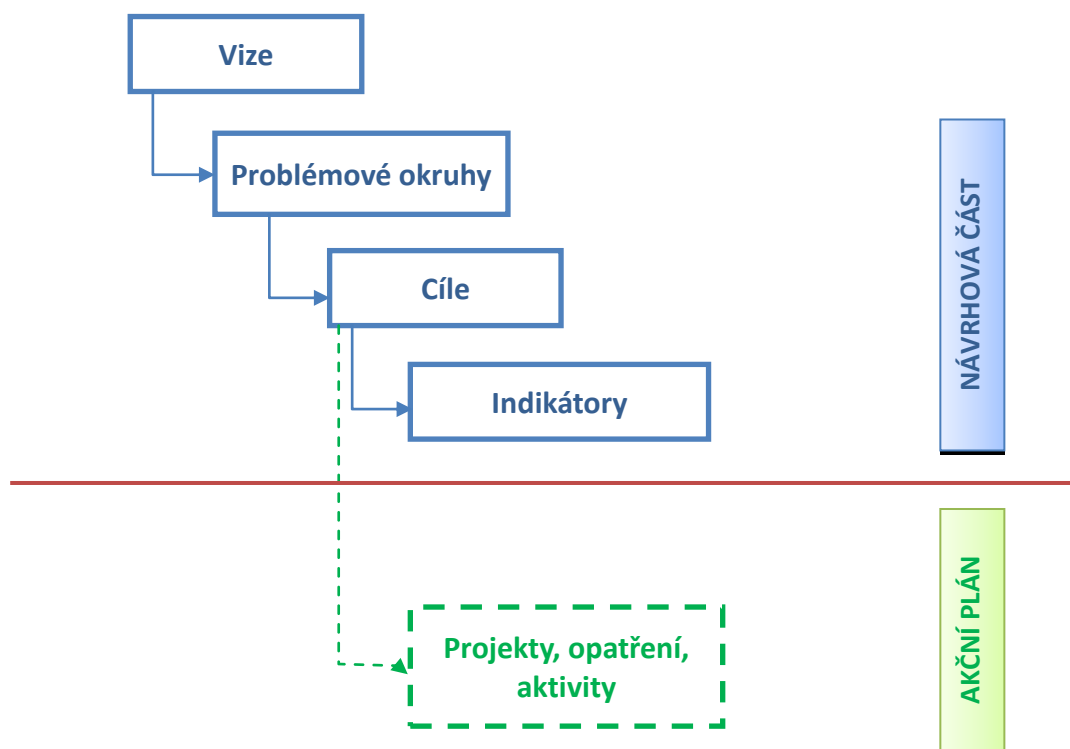 Vize
Problémové okruhy
Cíle
Indikátory
NÁVRHOVÁ ČÁST
Projekty, opatření,
aktivity
AKČNÍ PLÁN